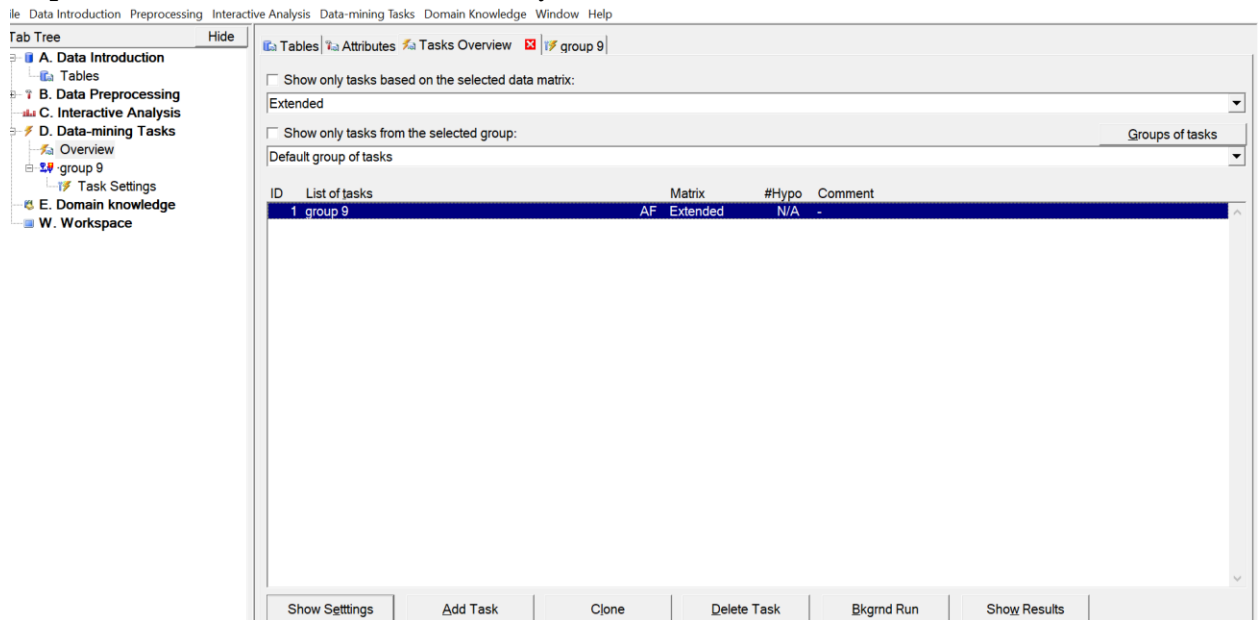 ile Data Introduction Preprocessing Interactive Analysis Data-mining Tasks Domain Knowledge Window Help
Tab Tree Hide
A. Data Introduction
Tables
B. Data Preprocessing
C. Interactive Analysis
D. Data-mining Tasks
Overview
group 9
Task Settings
E. Domain knowledge
W. Workspace
Tables Attributes Tasks Overview group 9
Show only tasks based on the selected data matrix:
Extended
Show only tasks from the selected group: Groups of tasks
Default group of tasks
ID List of tasks Matrix #Hypo Comment
1 group 9 AF Extended N/A -
Show Setttings Add Task Clone Delete Task Bkgrnd Run Show Results